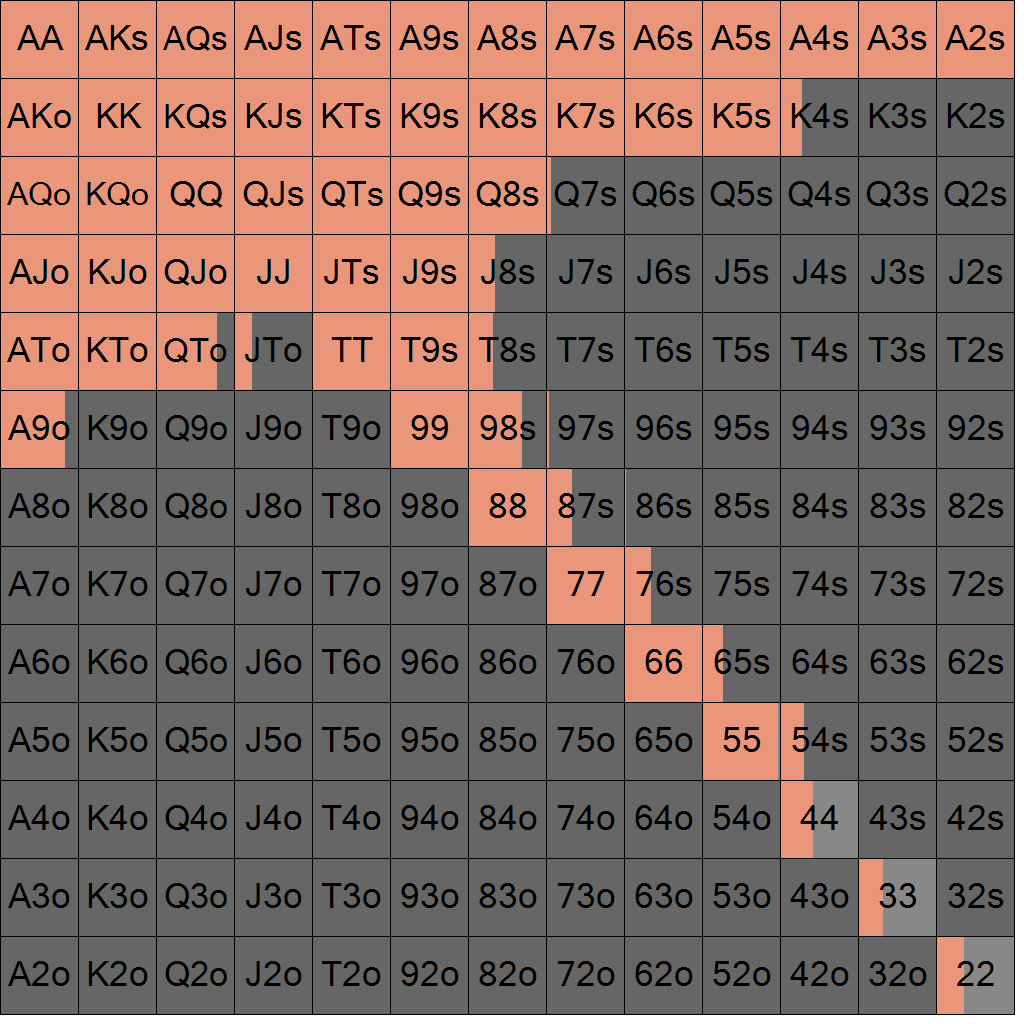 AA AKs AQs AJs ATs A9s A8s A7s A6s A5s A4s A3s A2s
AKo KK KQs KJs KTs K9s K8s K7s K6s K5s K4s K3s K2s
AQo KQo QQ QJs QTs Q9s Q8s Q7s Q6s Q5s Q4s Q3s Q2s
AJo KJo QJo JJ JTs J9s J8s J7s J6s J5s J4s J3s J2s
ATo KTo QTo JTo TT T9s T8s T7s T6s T5s T4s T3s T2s
A9o K9o Q9o J9o T9o 99 98s 97s 96s 95s 94s 93s 92s
A8o K8o Q8o J8o T8o 98o 88 87s 86s 85s 84s 83s 82s
A7o K7o Q7o J7o T7o 97o 87o 77 76s 75s 74s 73s 72s
A6o K6o Q6o J6o T6o 96o 86o 76o 66 65s 64s 63s 62s
A5o K5o Q5o J5o T5o 95o 85o 75o 65o 55 54s 53s 52s
A4o K4o Q4o J4o T4o 94o 84o 74o 64o 54o 44 43s 42s
A3o K3o Q3o J3o T3o 93o 83o 73o 63o 53o 43o 33 32s
A2o K2o Q2o J2o T2o 92o 82o 72o 62o 52o 42o 32o 22